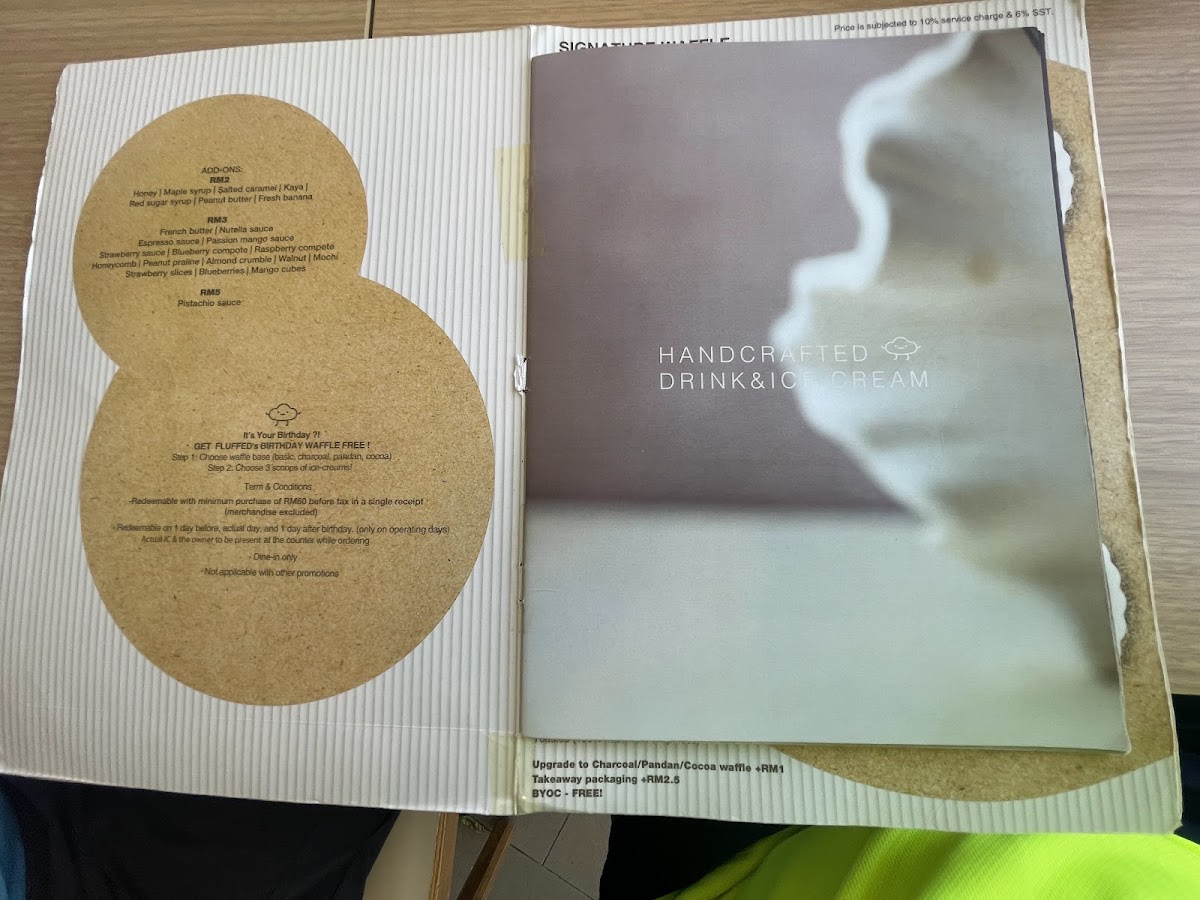 ADD-ONS:
RM2
Honey | Maple syrup | Salted caramel | Kaya |
Red sugar syrup | Peanut butter | Fresh banana
RM3
French butter | Nutella sauce
Espresso sauce | Passion mango sauce
Strawberry sauce | Blueberry compote | Raspberry compote
Honeycomb | Peanut praline | Almond crumble | Walnut | Mochi
Strawberry slices | Blueberries | Mango cubes
RM5
Pistachio sauce
It's Your Birthday ?!
GET FLUFFED's BIRTHDAY WAFFLE FREE !
Step 1: Choose waffle base (basic, charcoal, pandan, cocoa)
Step 2: Choose 3 scoops of ice-creams!
Term & Conditions
-Redeemable with minimum purchase of RM60 before tax in a single receipt
(merchandise excluded)
-Redeemable on 1 day before, actual day, and 1 day after birthday. (only on operating days)
Actual IC & the owner to be present at the counter while ordering
- Dine-in only
- Not applicable with other promotions
Price is subjected to 10% service charge & 6% SST.
SIGNATURE WAFFLE
HANDCRAFTED
DRINK&ICE CREAM
Upgrade to Charcoal/Pandan/Cocoa waffle +RM1
Takeaway packaging +RM2.5
BYOC - FREE!